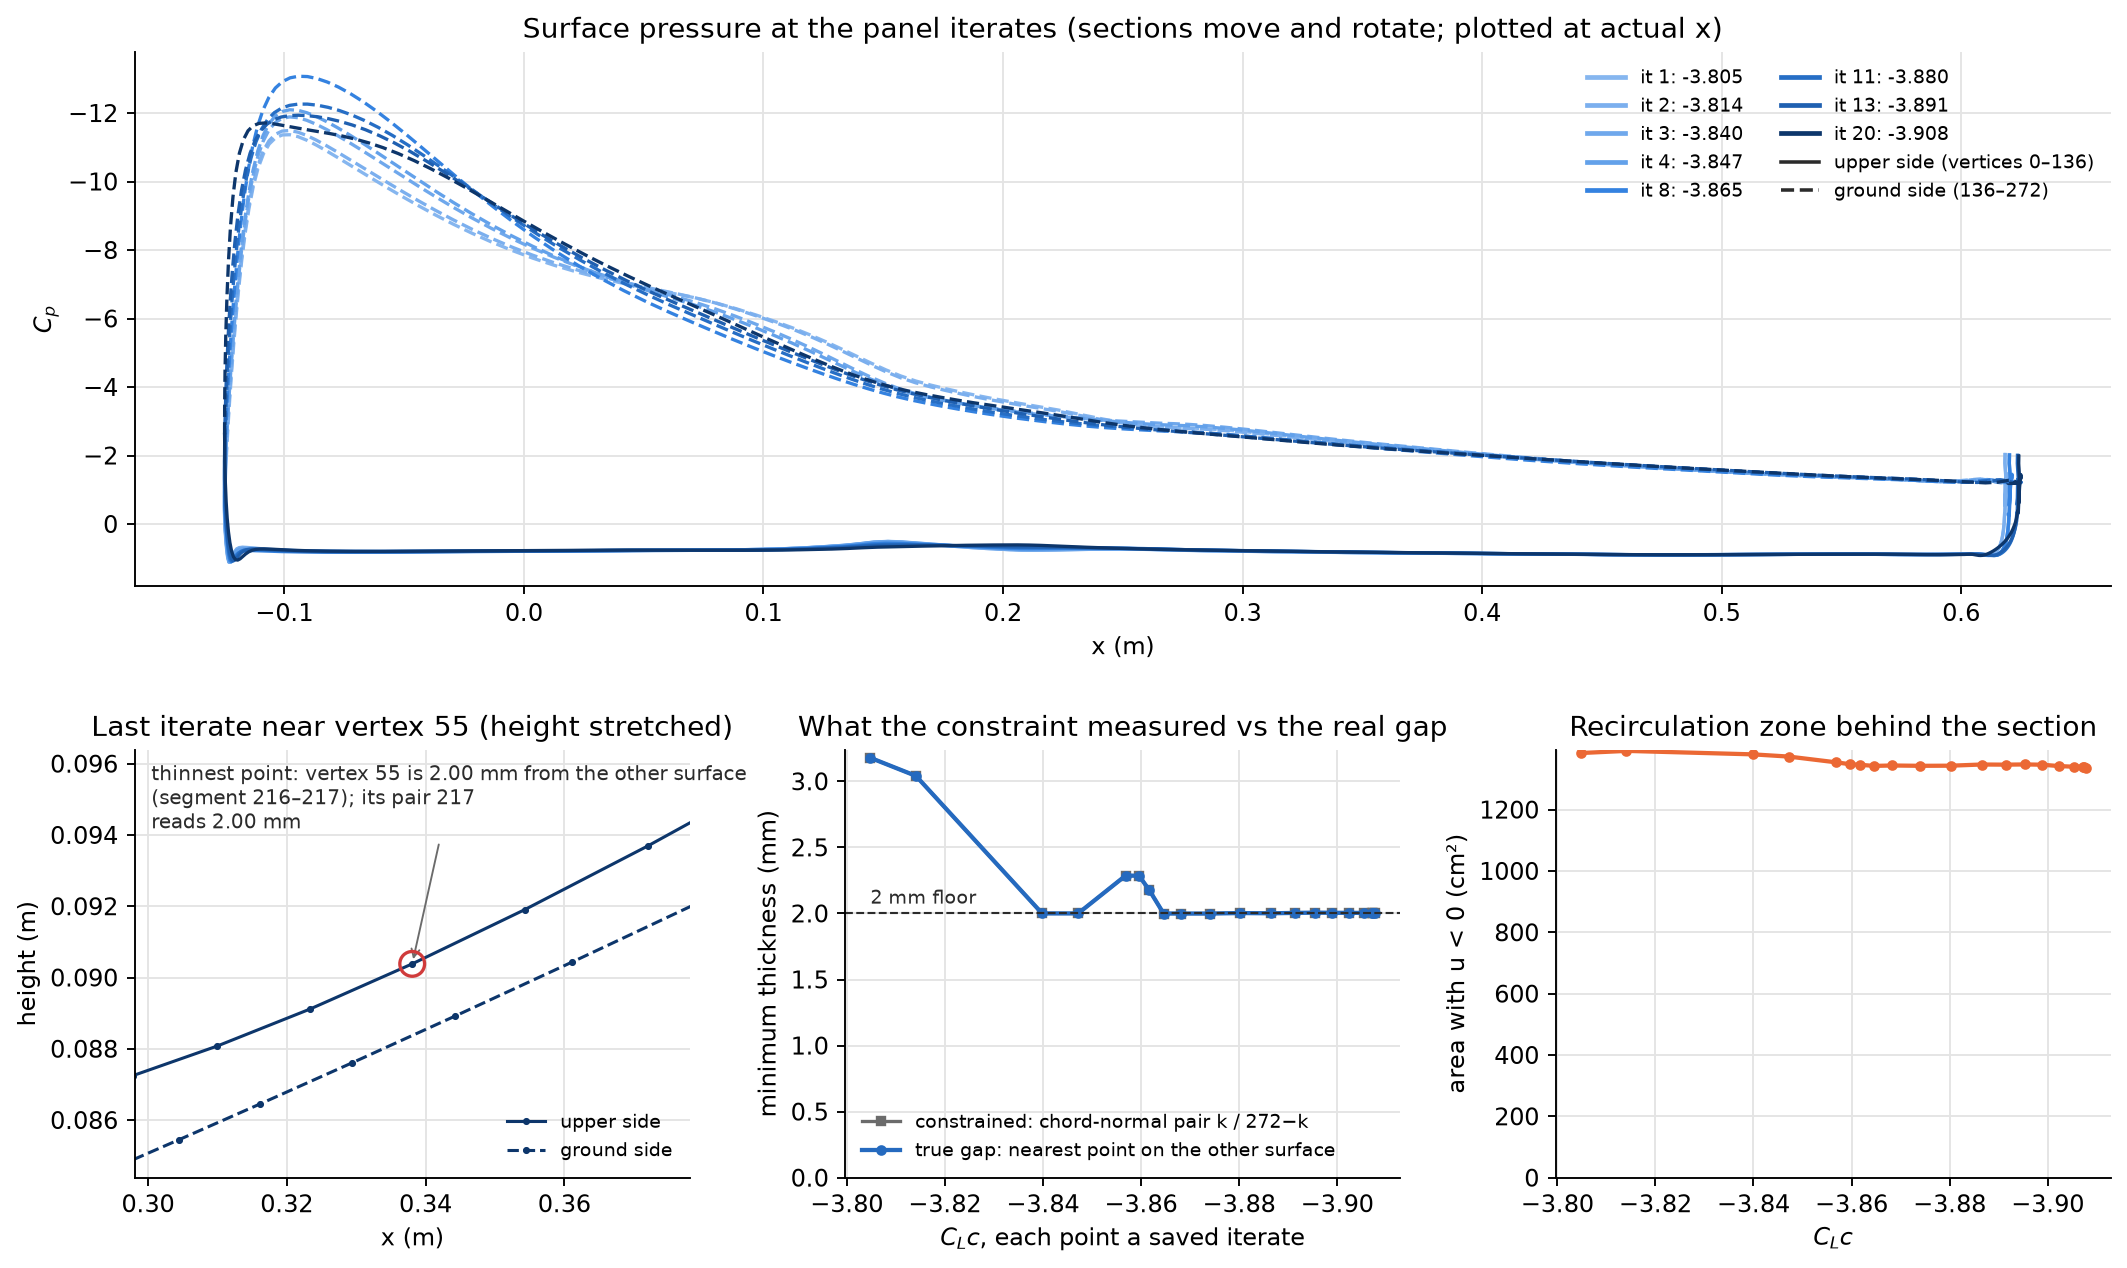 Surface pressure at the panel iterates (sections move and rotate; plotted at actual x)
−12
−10
−8
−6
−4
−2
0
C_p
−0.1
0.0
0.1
0.2
0.3
0.4
0.5
0.6
x (m)
it 1: -3.805
it 2: -3.814
it 3: -3.840
it 4: -3.847
it 8: -3.865
it 11: -3.880
it 13: -3.891
it 20: -3.908
upper side (vertices 0–136)
ground side (136–272)
Last iterate near vertex 55 (height stretched)
thinnest point: vertex 55 is 2.00 mm from the other surface
(segment 216–217); its pair 217
reads 2.00 mm
0.096
0.094
0.092
0.090
0.088
0.086
height (m)
upper side
ground side
0.30
0.32
0.34
0.36
x (m)
What the constraint measured vs the real gap
3.0
2.5
2.0
1.5
1.0
0.5
0.0
minimum thickness (mm)
2 mm floor
constrained: chord-normal pair k / 272−k
true gap: nearest point on the other surface
−3.80
−3.82
−3.84
−3.86
−3.88
−3.90
C_Lc, each point a saved iterate
Recirculation zone behind the section
1200
1000
800
600
400
200
0
area with u < 0 (cm²)
−3.80
−3.82
−3.84
−3.86
−3.88
−3.90
C_Lc